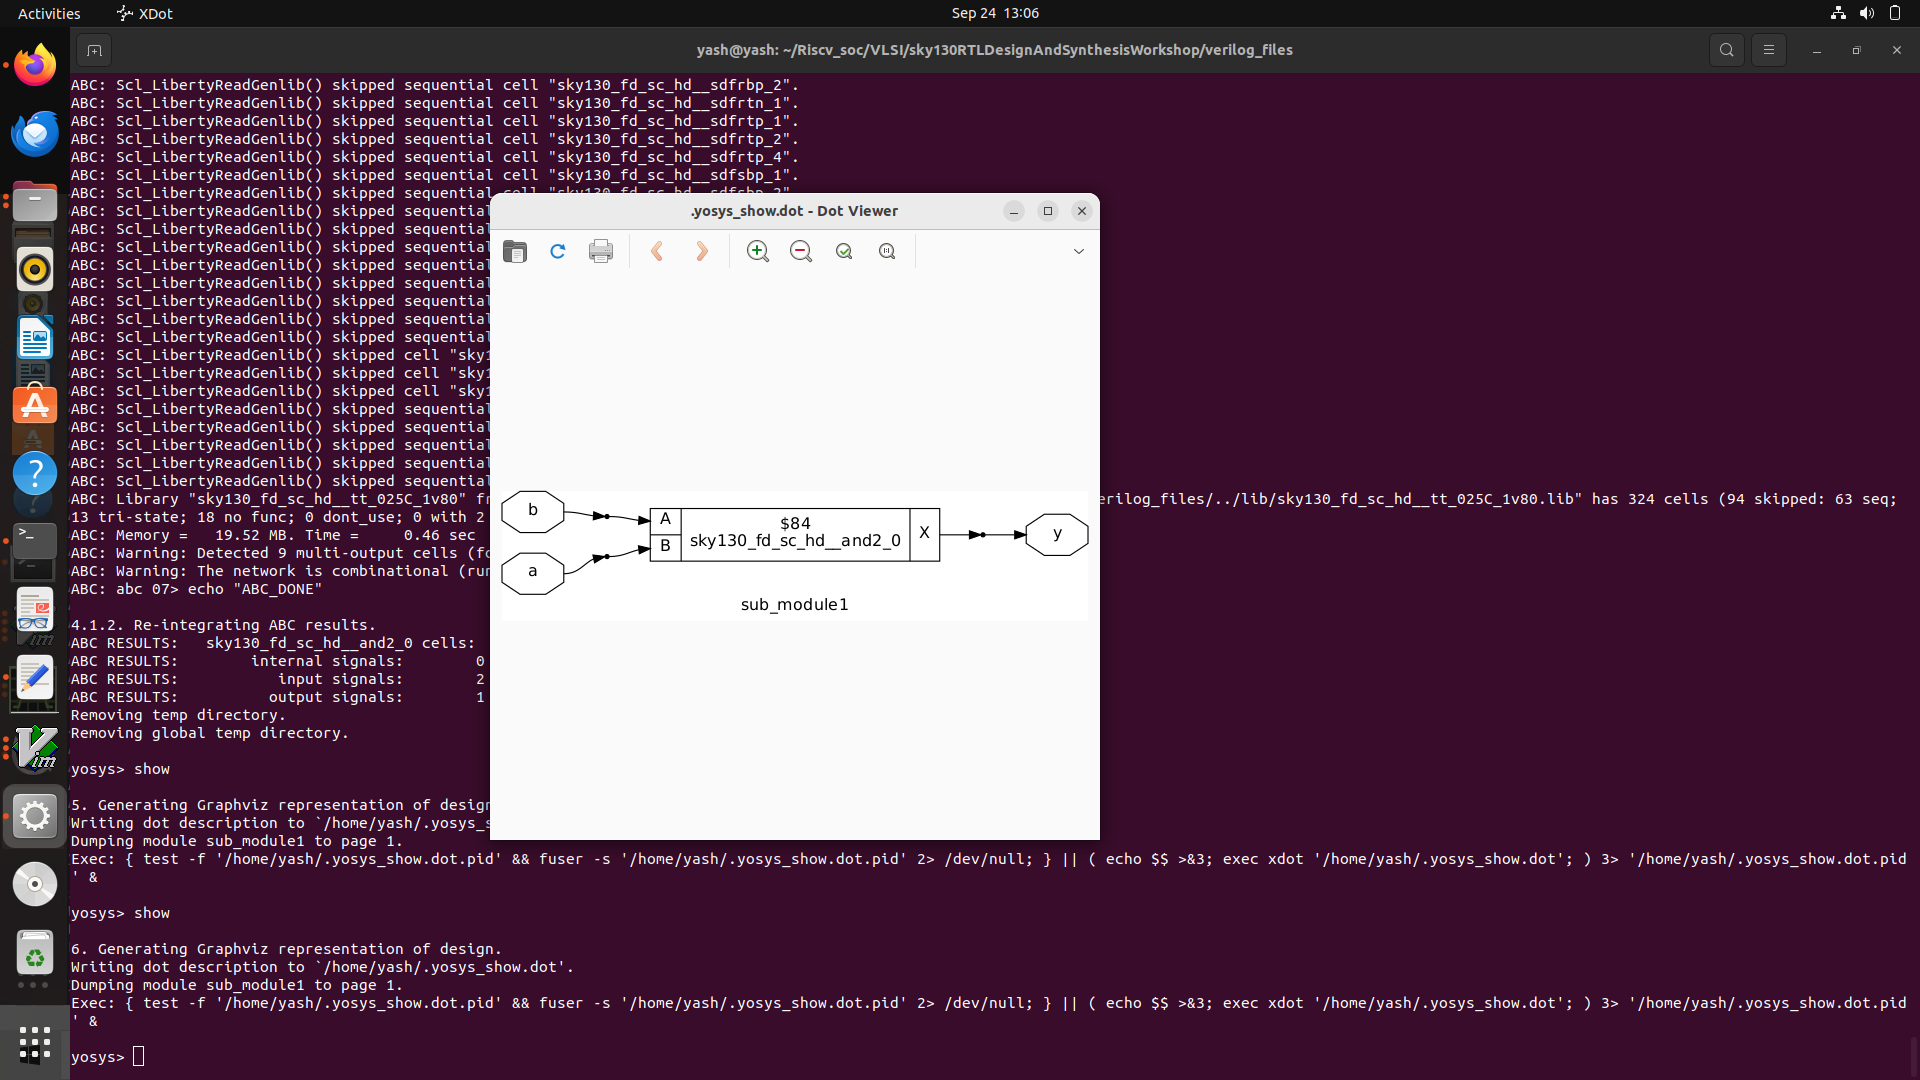 Activities
XDot
Sep 24 13:06
yash@yash: ~/Riscv_soc/VLSI/sky130RTLDesignAndSynthesisWorkshop/verilog_files
ABC: Scl_LibertyReadGenlib() skipped sequential cell "sky130_fd_sc_hd__sdfrbp_2".
ABC: Scl_LibertyReadGenlib() skipped sequential cell "sky130_fd_sc_hd__sdfrtn_1".
ABC: Scl_LibertyReadGenlib() skipped sequential cell "sky130_fd_sc_hd__sdfrtp_1".
ABC: Scl_LibertyReadGenlib() skipped sequential cell "sky130_fd_sc_hd__sdfrtp_2".
ABC: Scl_LibertyReadGenlib() skipped sequential cell "sky130_fd_sc_hd__sdfrtp_4".
ABC: Scl_LibertyReadGenlib() skipped sequential cell "sky130_fd_sc_hd__sdfsbp_1".
ABC: Scl_LibertyReadGenlib() skipped sequential cell "sky130_fd_sc_hd__sdfsbp_2".
ABC: Scl_LibertyReadGenlib() skipped sequential
ABC: Scl_LibertyReadGenlib() skipped sequential
ABC: Scl_LibertyReadGenlib() skipped sequential
ABC: Scl_LibertyReadGenlib() skipped sequential
ABC: Scl_LibertyReadGenlib() skipped sequential
ABC: Scl_LibertyReadGenlib() skipped sequential
ABC: Scl_LibertyReadGenlib() skipped sequential
ABC: Scl_LibertyReadGenlib() skipped sequential
ABC: Scl_LibertyReadGenlib() skipped cell "sky1
ABC: Scl_LibertyReadGenlib() skipped cell "sky1
ABC: Scl_LibertyReadGenlib() skipped cell "sky1
ABC: Scl_LibertyReadGenlib() skipped sequential
ABC: Scl_LibertyReadGenlib() skipped sequential
ABC: Scl_LibertyReadGenlib() skipped sequential
ABC: Scl_LibertyReadGenlib() skipped sequential
ABC: Scl_LibertyReadGenlib() skipped sequential
ABC: Library "sky130_fd_sc_hd__tt_025C_1v80" fr erilog_files/../lib/sky130_fd_sc_hd__tt_025C_1v80.lib" has 324 cells (94 skipped: 63 seq;
13 tri-state; 18 no func; 0 dont_use; 0 with 2
ABC: Memory = 19.52 MB. Time = 0.46 sec
ABC: Warning: Detected 9 multi-output cells (fo
ABC: Warning: The network is combinational (run
ABC: abc 07> echo "ABC_DONE"
4.1.2. Re-integrating ABC results.
ABC RESULTS: sky130_fd_sc_hd__and2_0 cells:
ABC RESULTS: internal signals: 0
ABC RESULTS: input signals: 2
ABC RESULTS: output signals: 1
Removing temp directory.
Removing global temp directory.
yosys> show
5. Generating Graphviz representation of design
Writing dot description to `/home/yash/.yosys_s
Dumping module sub_module1 to page 1.
Exec: { test -f '/home/yash/.yosys_show.dot.pid' && fuser -s '/home/yash/.yosys_show.dot.pid' 2> /dev/null; } || ( echo $$ >&3; exec xdot '/home/yash/.yosys_show.dot'; ) 3> '/home/yash/.yosys_show.dot.pid
' &
yosys> show
6. Generating Graphviz representation of design.
Writing dot description to `/home/yash/.yosys_show.dot'.
Dumping module sub_module1 to page 1.
Exec: { test -f '/home/yash/.yosys_show.dot.pid' && fuser -s '/home/yash/.yosys_show.dot.pid' 2> /dev/null; } || ( echo $$ >&3; exec xdot '/home/yash/.yosys_show.dot'; ) 3> '/home/yash/.yosys_show.dot.pid
' &
yosys>
.yosys_show.dot - Dot Viewer
b
a
A
B
$84
sky130_fd_sc_hd__and2_0
X
y
sub_module1